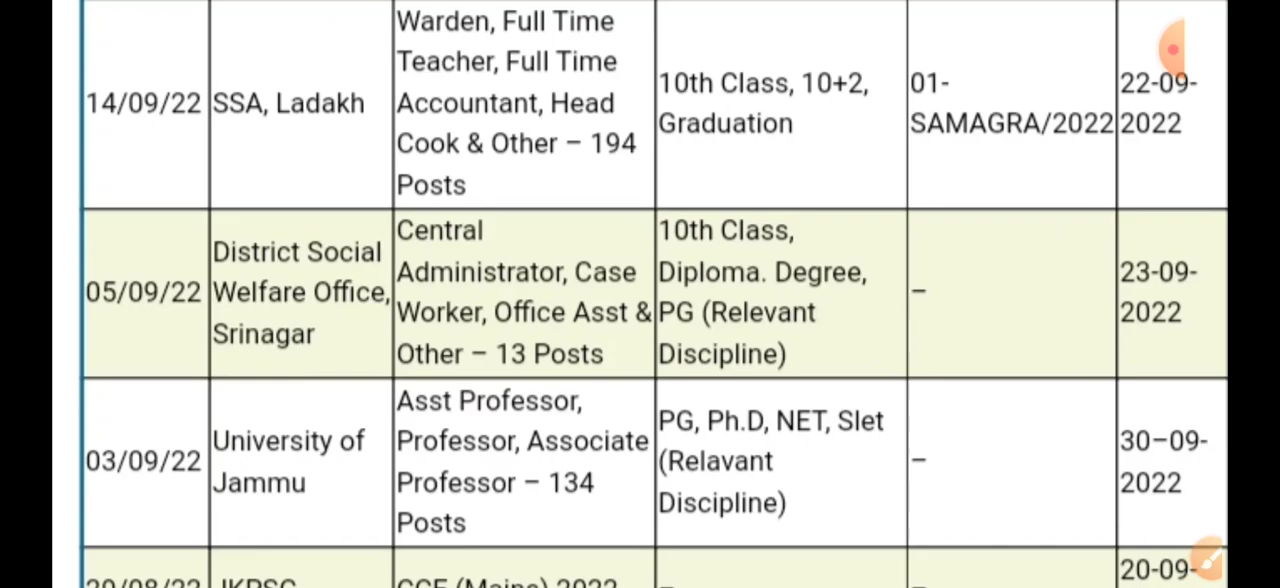 Warden, Full Time
Teacher, Full Time
14/09/22 SSA, Ladakh Accountant, Head 10th Class, 10+2, 01- 22-09-
Cook & Other – 194 Graduation SAMAGRA/2022 2022
Posts
District Social Central 10th Class,
05/09/22 Welfare Office, Administrator, Case Diploma. Degree, – 23-09-
Srinagar Worker, Office Asst & PG (Relevant 2022
Other – 13 Posts Discipline)
Asst Professor,
University of Professor, Associate PG, Ph.D, NET, Slet 30–09-
03/09/22 Jammu Professor – 134 (Relavant – 2022
Posts Discipline)
JKPSC CCE (Mains) 2022 – – 20-09-